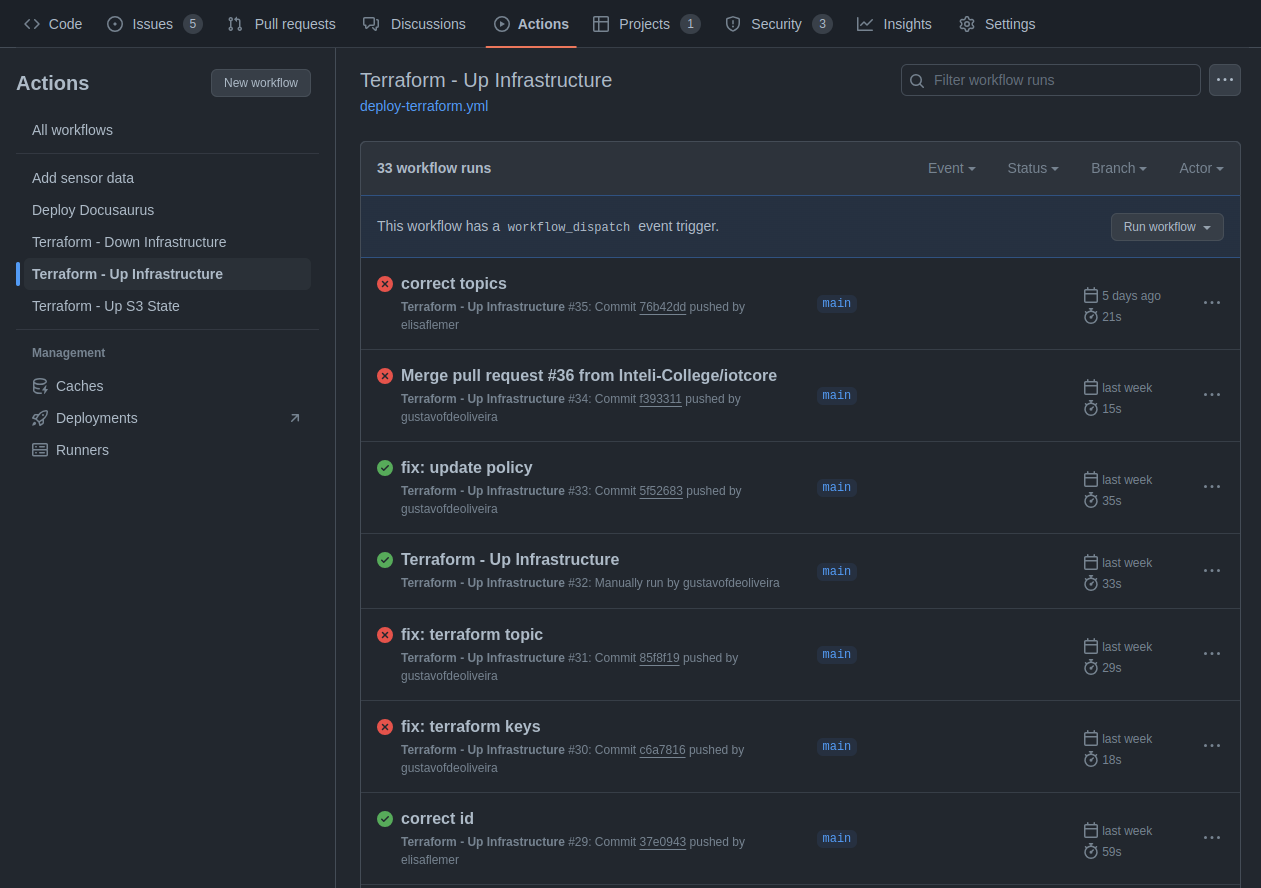 Code
Issues 5
Pull requests
Discussions
Actions
Projects 1
Security 3
Insights
Settings
Actions
New workflow
All workflows
Add sensor data
Deploy Docusaurus
Terraform - Down Infrastructure
Terraform - Up Infrastructure
Terraform - Up S3 State
Management
Caches
Deployments
Runners
Terraform - Up Infrastructure
deploy-terraform.yml
Filter workflow runs
33 workflow runs
Event
Status
Branch
Actor
This workflow has a workflow_dispatch event trigger.
Run workflow
correct topics
Terraform - Up Infrastructure #35: Commit 76b42dd pushed by
elisaflemer
main
5 days ago
21s
Merge pull request #36 from Inteli-College/iotcore
Terraform - Up Infrastructure #34: Commit f393311 pushed by
gustavofdeoliveira
main
last week
15s
fix: update policy
Terraform - Up Infrastructure #33: Commit 5f52683 pushed by
gustavofdeoliveira
main
last week
35s
Terraform - Up Infrastructure
Terraform - Up Infrastructure #32: Manually run by gustavofdeoliveira
main
last week
33s
fix: terraform topic
Terraform - Up Infrastructure #31: Commit 85f8f19 pushed by
gustavofdeoliveira
main
last week
29s
fix: terraform keys
Terraform - Up Infrastructure #30: Commit c6a7816 pushed by
gustavofdeoliveira
main
last week
18s
correct id
Terraform - Up Infrastructure #29: Commit 37e0943 pushed by
elisaflemer
main
last week
59s